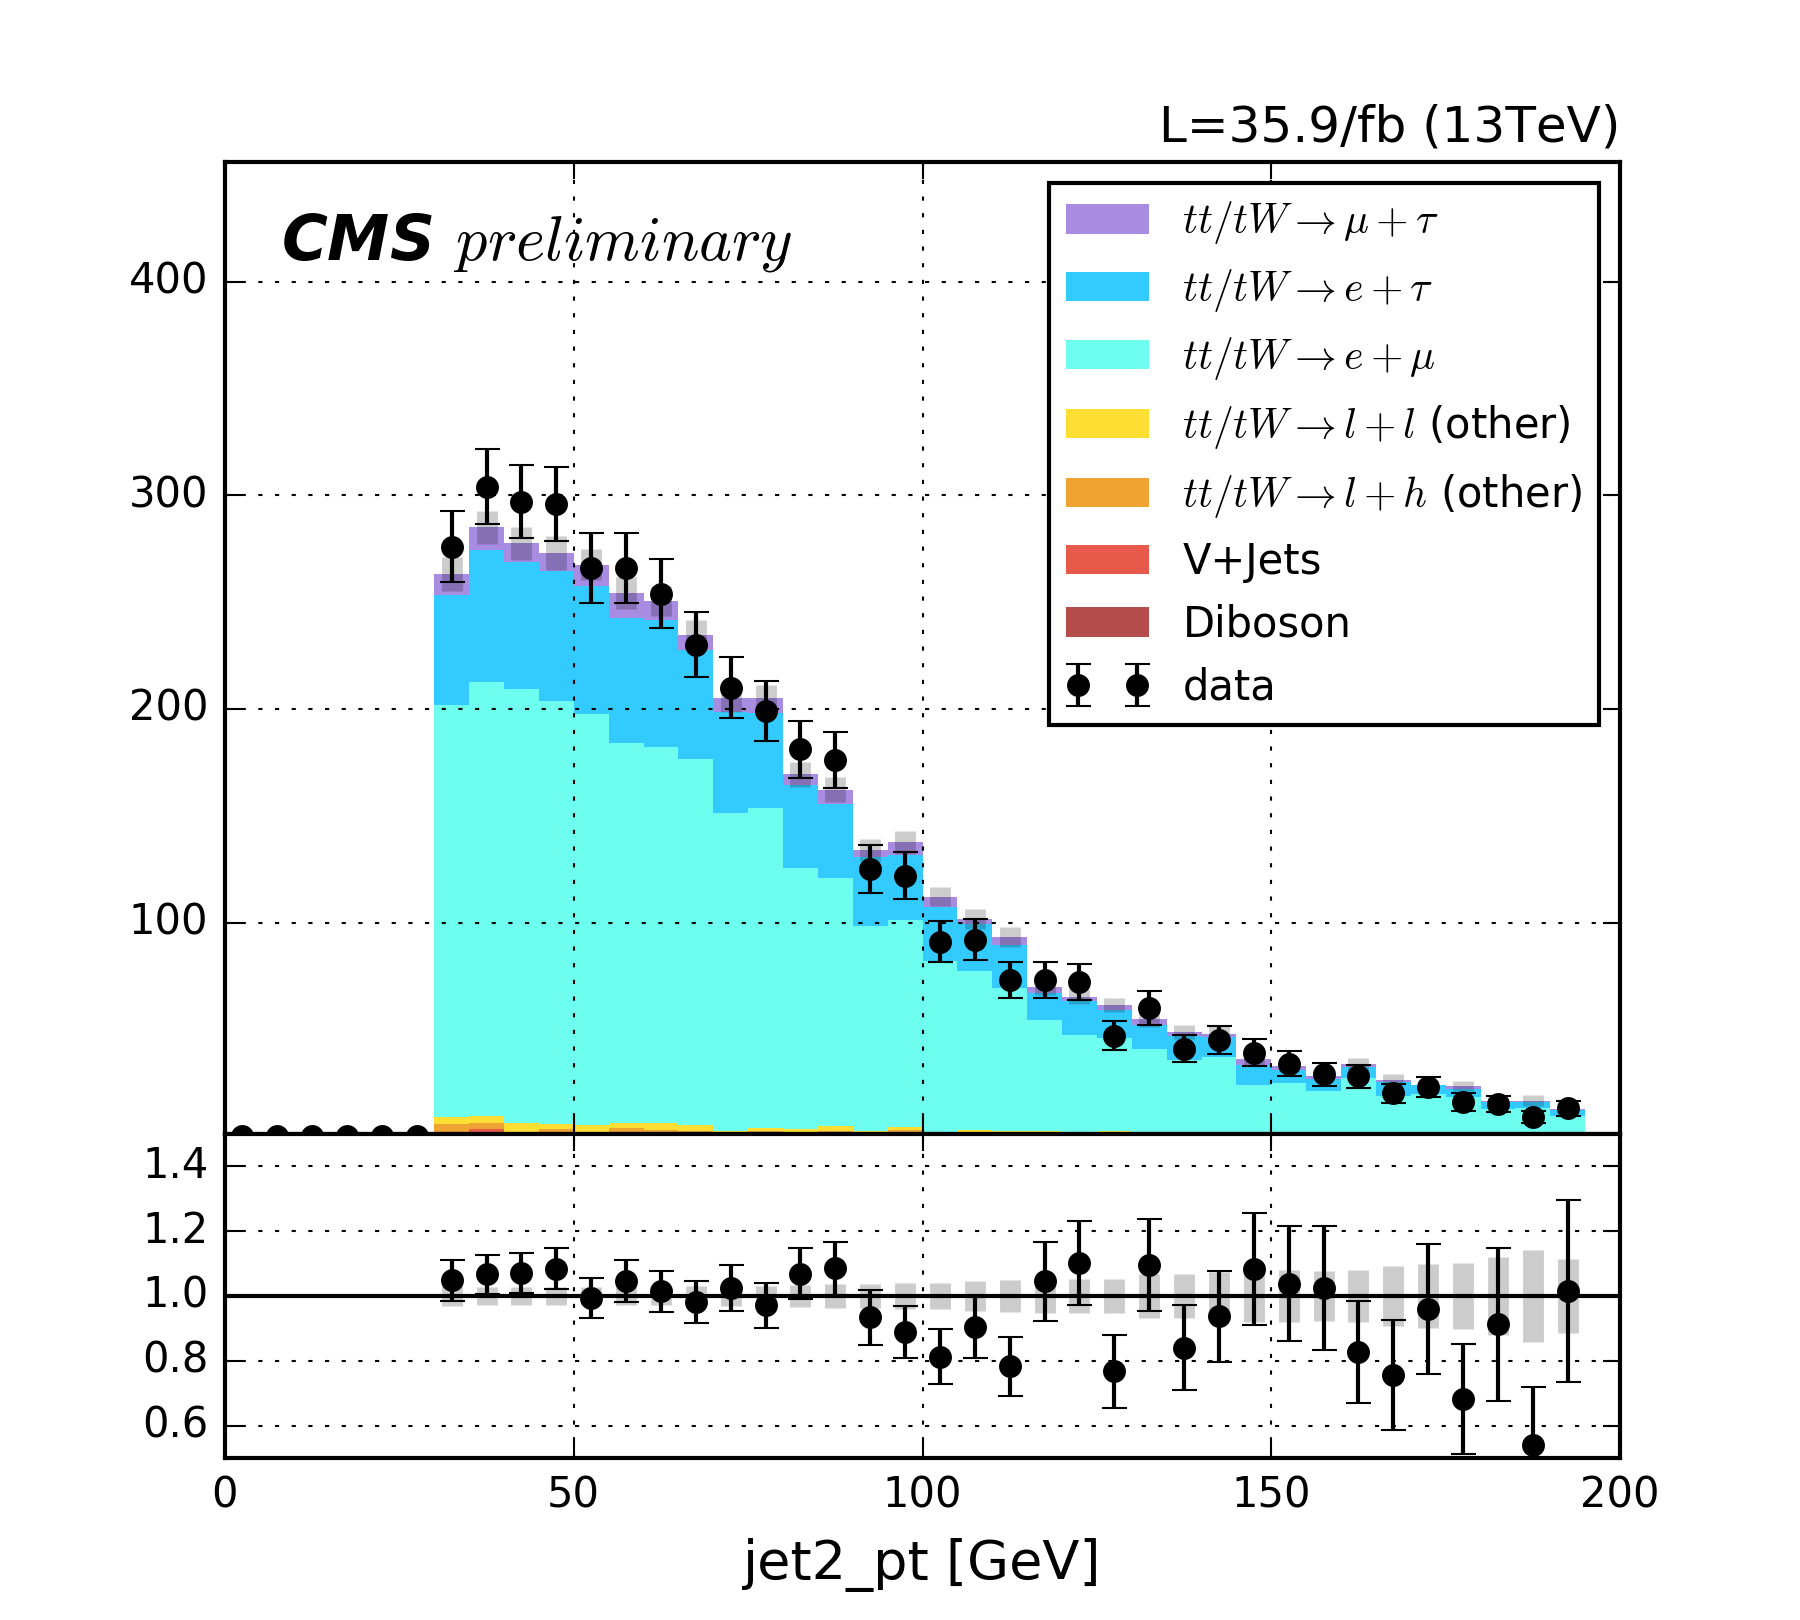 L=35.9/fb (13TeV)
CMS preliminary
tt/tW→μ+τ
tt/tW→e+τ
tt/tW→e+μ
tt/tW→l+l (other)
tt/tW→l+h (other)
V+Jets
Diboson
data
400
300
200
100
1.4
1.2
1.0
0.8
0.6
0 50 100 150 200
jet2_pt [GeV]